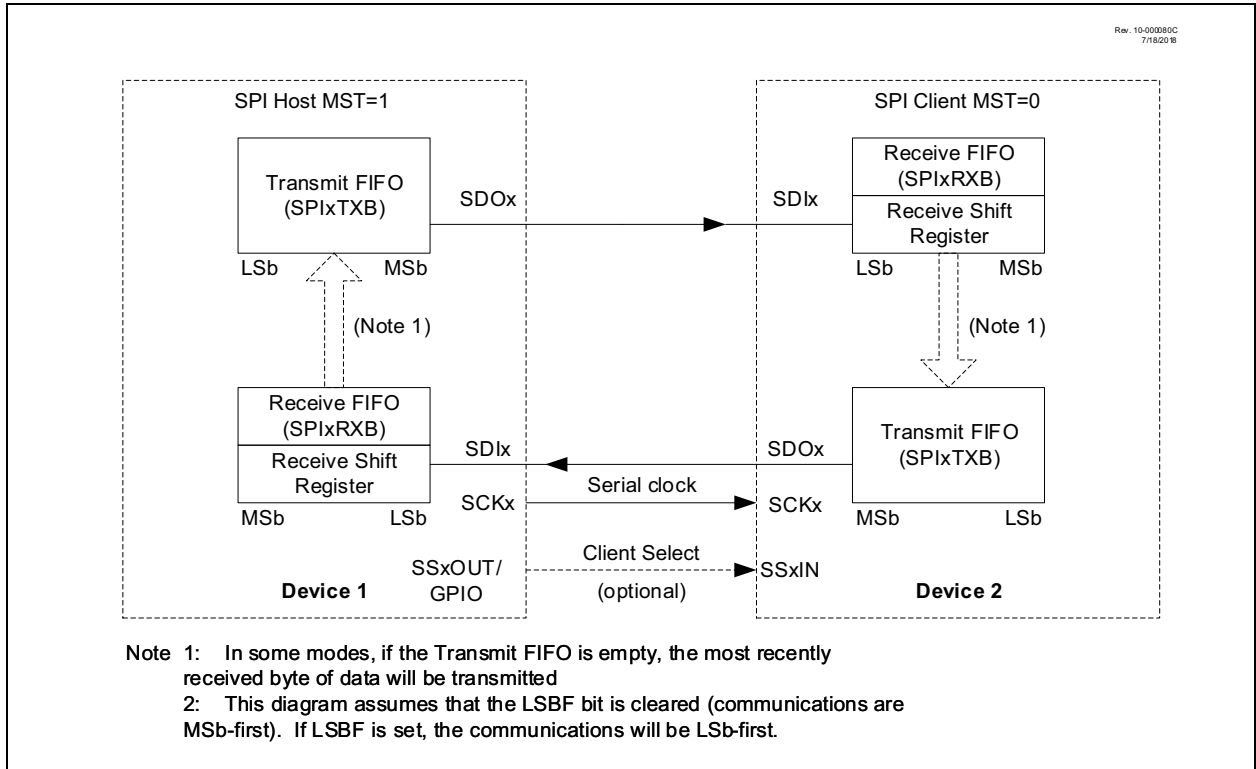 Rev. 10-000080C
7/18/2018
SPI Host MST=1
Transmit FIFO
(SPIxTXB)
SDOx
LSb
MSb
(Note 1)
Receive FIFO
(SPIxRXB)
Receive Shift
Register
SDIx
MSb
LSb
SCKx
SSxOUT/
GPIO
Device 1
Serial clock
Client Select
(optional)
SPI Client MST=0
SDIx
Receive FIFO
(SPIxRXB)
Receive Shift
Register
LSb
MSb
(Note 1)
SDOx
Transmit FIFO
(SPIxTXB)
SCKx
MSb
LSb
SSxIN
Device 2
Note 1: In some modes, if the Transmit FIFO is empty, the most recently
received byte of data will be transmitted
2: This diagram assumes that the LSBF bit is cleared (communications are
MSb-first). If LSBF is set, the communications will be LSb-first.